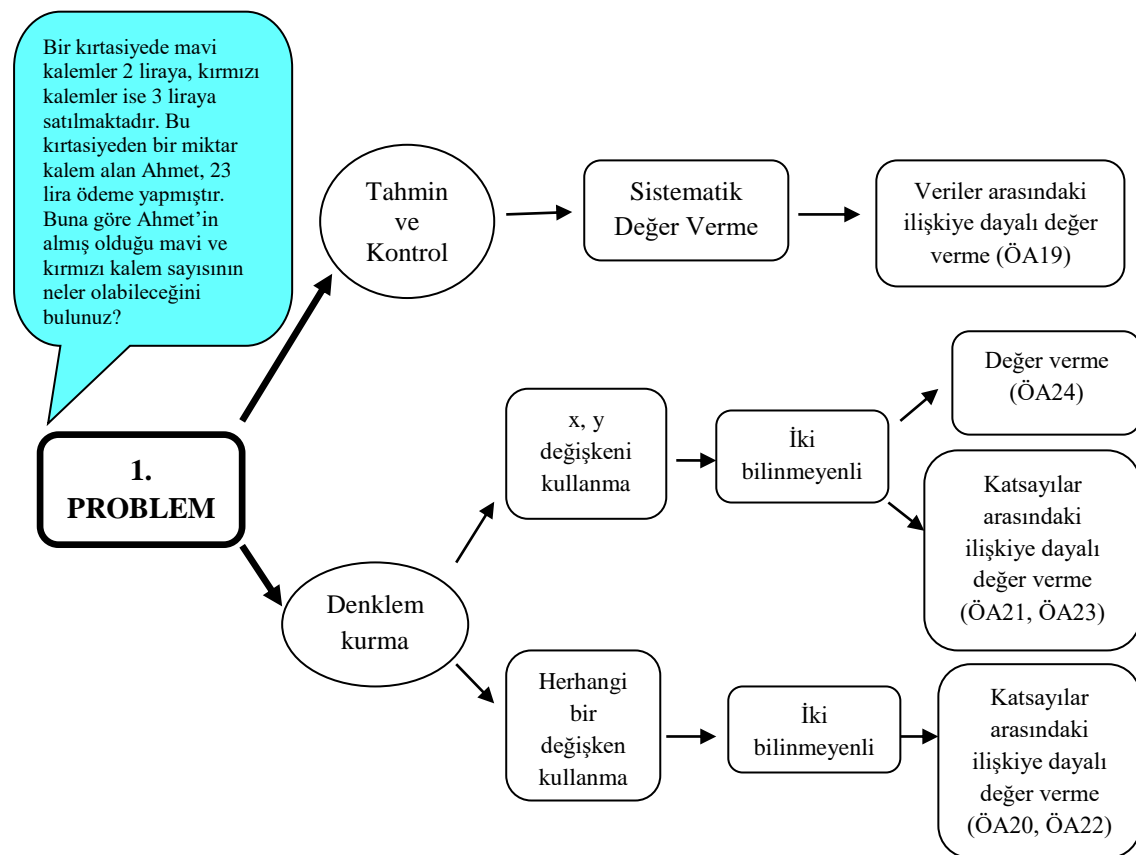 Bir kırtasiyede mavi
kalemler 2 liraya, kırmızı
kalemler ise 3 liraya
satılmaktadır. Bu
kırtasiyeden bir miktar
kalem alan Ahmet, 23
lira ödeme yapmıştır.
Buna göre Ahmet’in
almış olduğu mavi ve
kırmızı kalem sayısının
neler olabileceğini
bulunuz?
Tahmin
ve
Kontrol
Sistematik
Değer Verme
Veriler arasındaki
ilişkiye dayalı değer
verme (ÖA19)
1.
PROBLEM
Denklem
kurma
x, y
değişkeni
kullanma
İki
bilinmeyenli
Değer verme
(ÖA24)
Katsayılar
arasındaki
ilişkiye dayalı
değer verme
(ÖA21, ÖA23)
Herhangi
bir
değişken
kullanma
İki
bilinmeyenli
Katsayılar
arasındaki
ilişkiye dayalı
değer verme
(ÖA20, ÖA22)